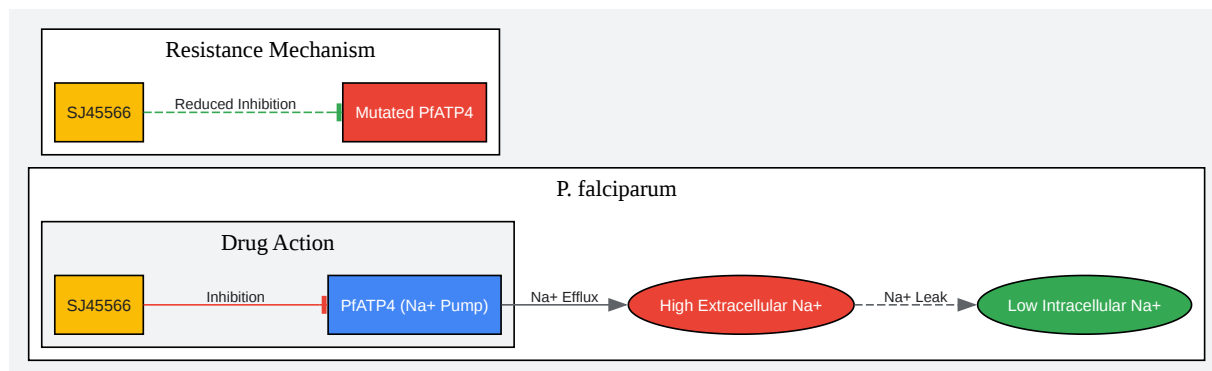 Resistance Mechanism
SJ45566
Reduced Inhibition
Mutated PfATP4
P. falciparum
Drug Action
SJ45566
Inhibition
PfATP4 (Na+ Pump)
Na+ Efflux
High Extracellular Na+
Na+ Leak
Low Intracellular Na+